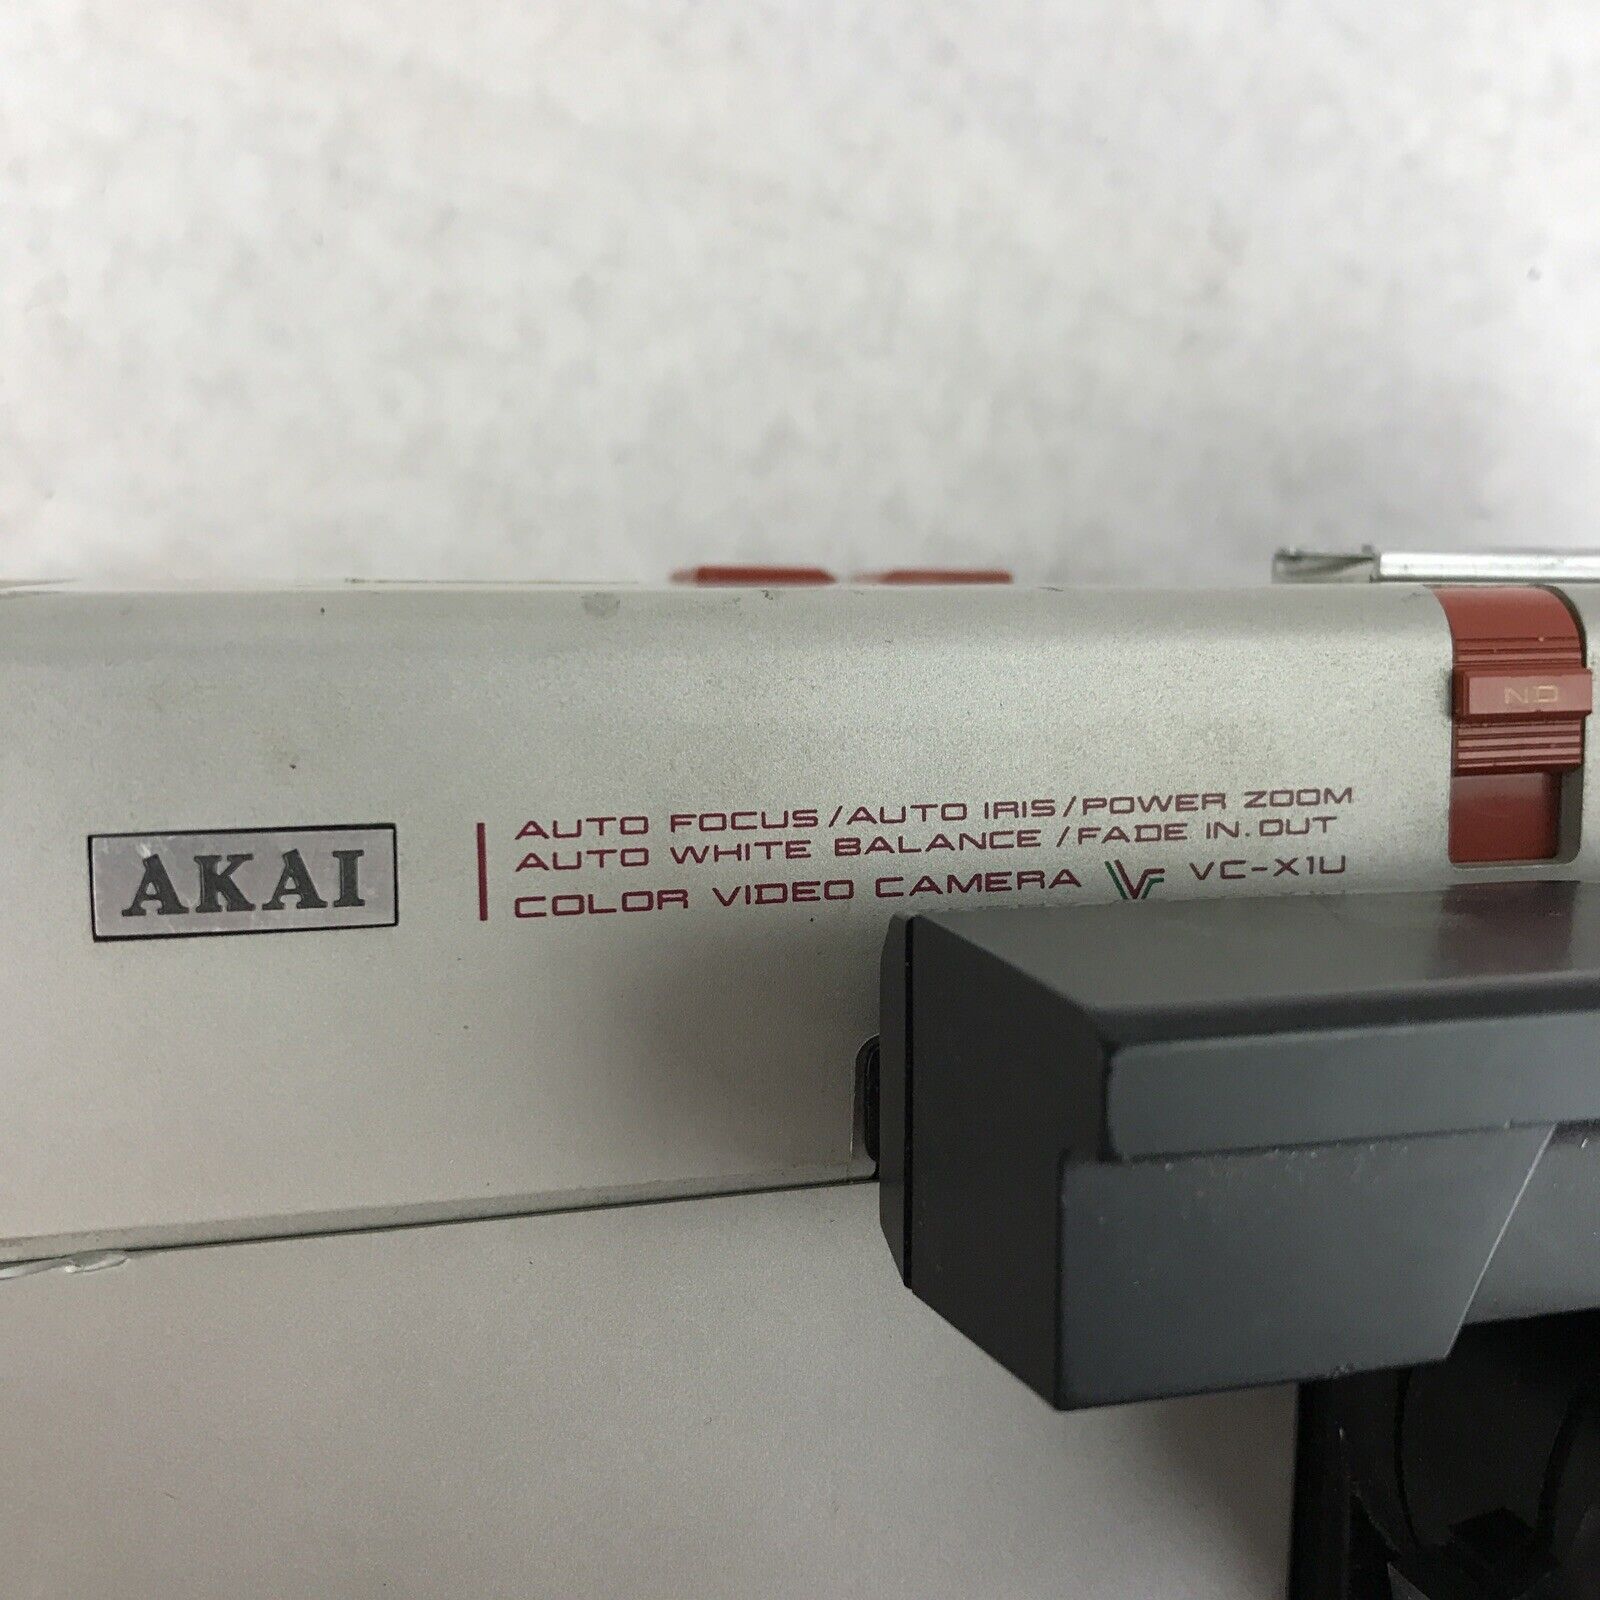 ND
AKAI
AUTO FOCUS/AUTO IRIS/POWER ZOOM
AUTO WHITE BALANCE/FADE IN.OUT
COLOR VIDEO CAMERA VF VC-X1U